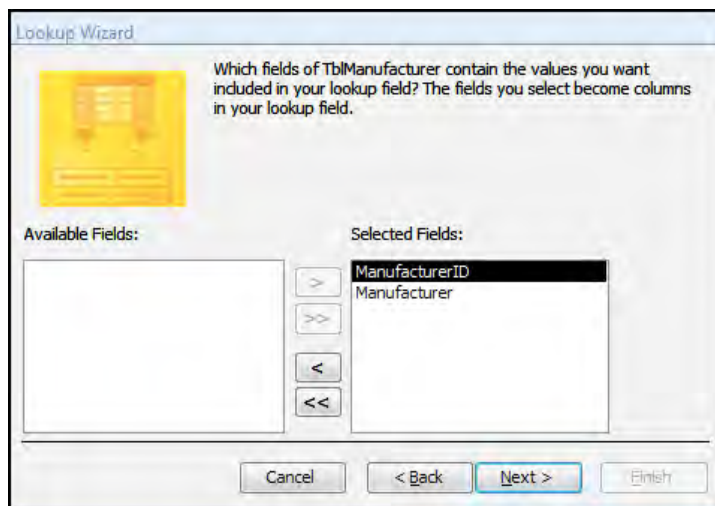 Lookup Wizard
Which fields of TblManufacturer contain the values you want
included in your lookup field? The fields you select become columns
in your lookup field.
Available Fields:
Selected Fields:
ManufacturerID
Manufacturer
>
>>
<
<<
Cancel
< Back
Next >
Finish